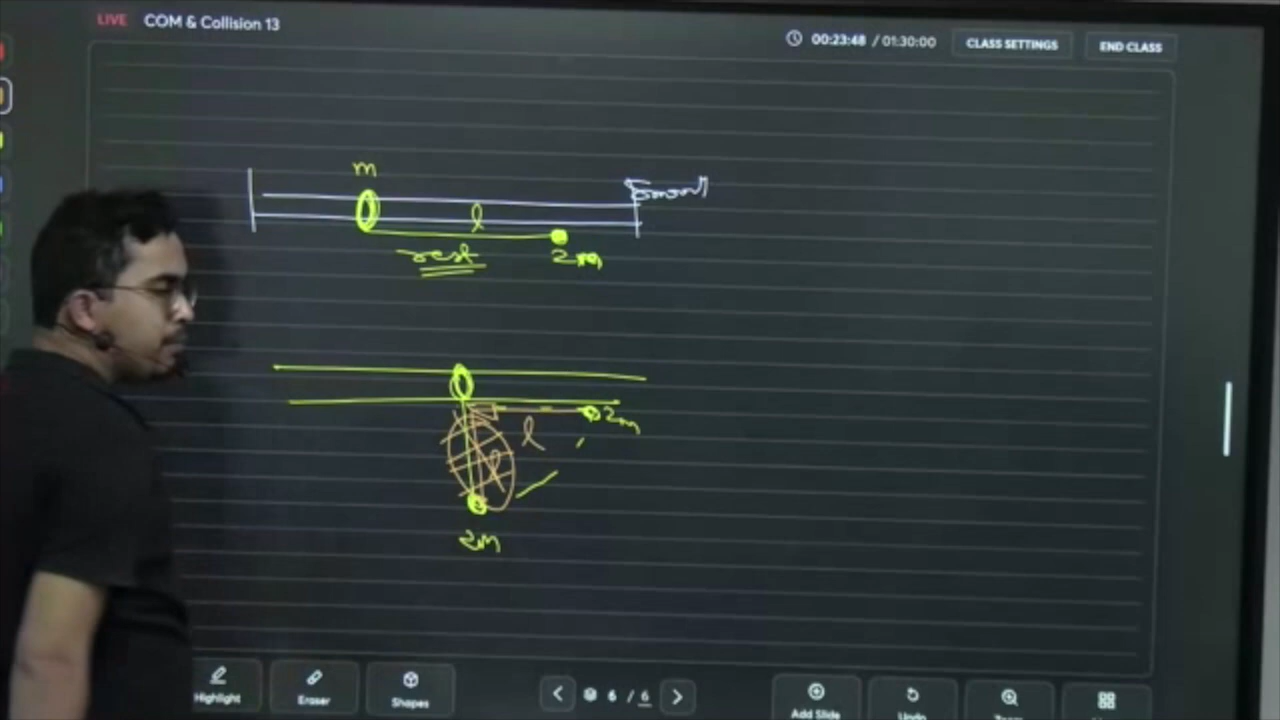 LIVE COM & Collision 13
00:23:48 / 01:30:00 CLASS SETTINGS END CLASS
m
l
rest
2m
2m
l
l
2m
Highlight Eraser Shapes
6 / 6
Add Slide Undo Zoom